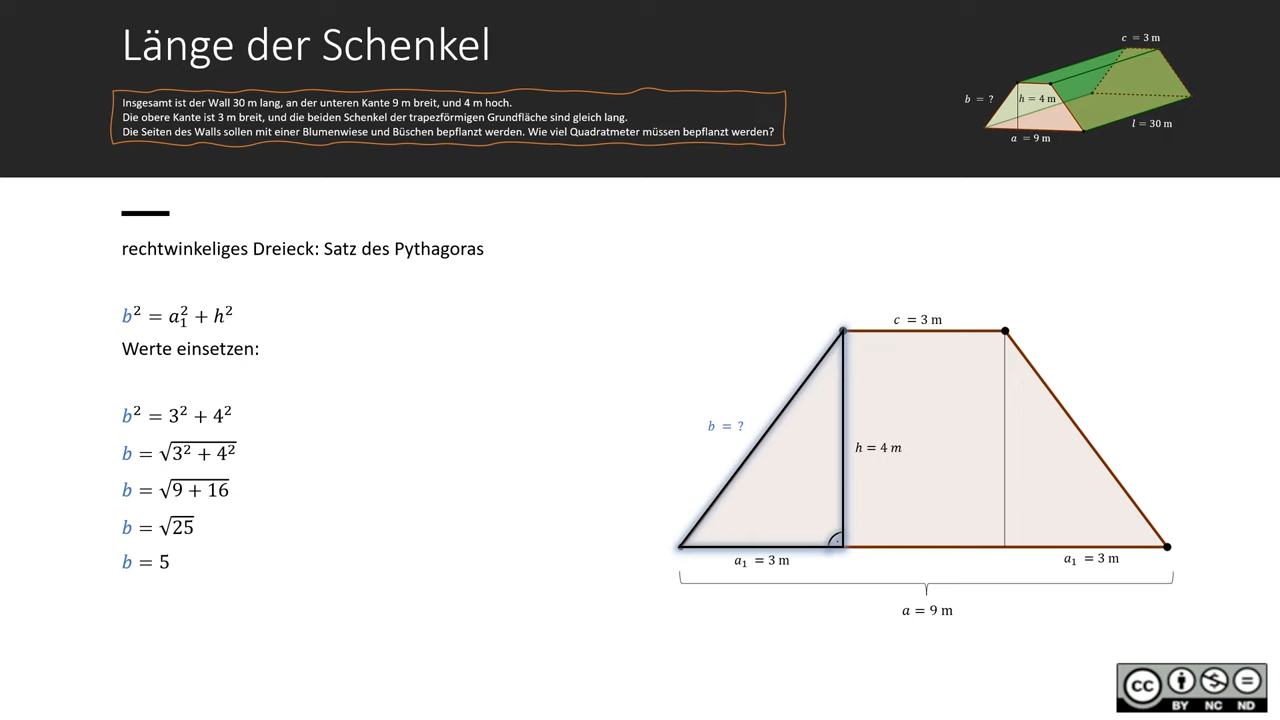 Länge der Schenkel
Insgesamt ist der Wall 30 m lang, an der unteren Kante 9 m breit, und 4 m hoch.
Die obere Kante ist 3 m breit, und die beiden Schenkel der trapezförmigen Grundfläche sind gleich lang.
Die Seiten des Walls sollen mit einer Blumenwiese und Büschen bepflanzt werden. Wie viel Quadratmeter müssen bepflanzt werden?
c = 3 m
b = ?
h = 4 m
l = 30 m
a = 9 m
rechtwinkeliges Dreieck: Satz des Pythagoras
b² = a₁² + h²
Werte einsetzen:
b² = 3² + 4²
b = √(3² + 4²)
b = √(9 + 16)
b = √25
b = 5
c = 3 m
b = ?
h = 4 m
a₁ = 3 m
a₁ = 3 m
a = 9 m
CC
BY NC ND